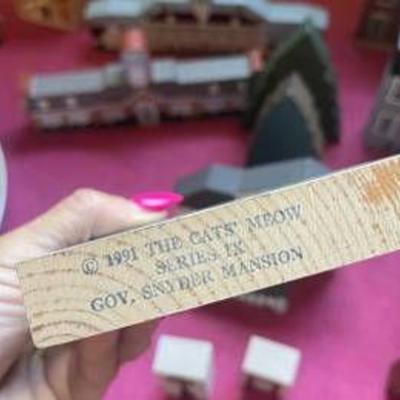 © 1991 THE CATS' MEOW
SERIES IX
GOV. SNYDER MANSION